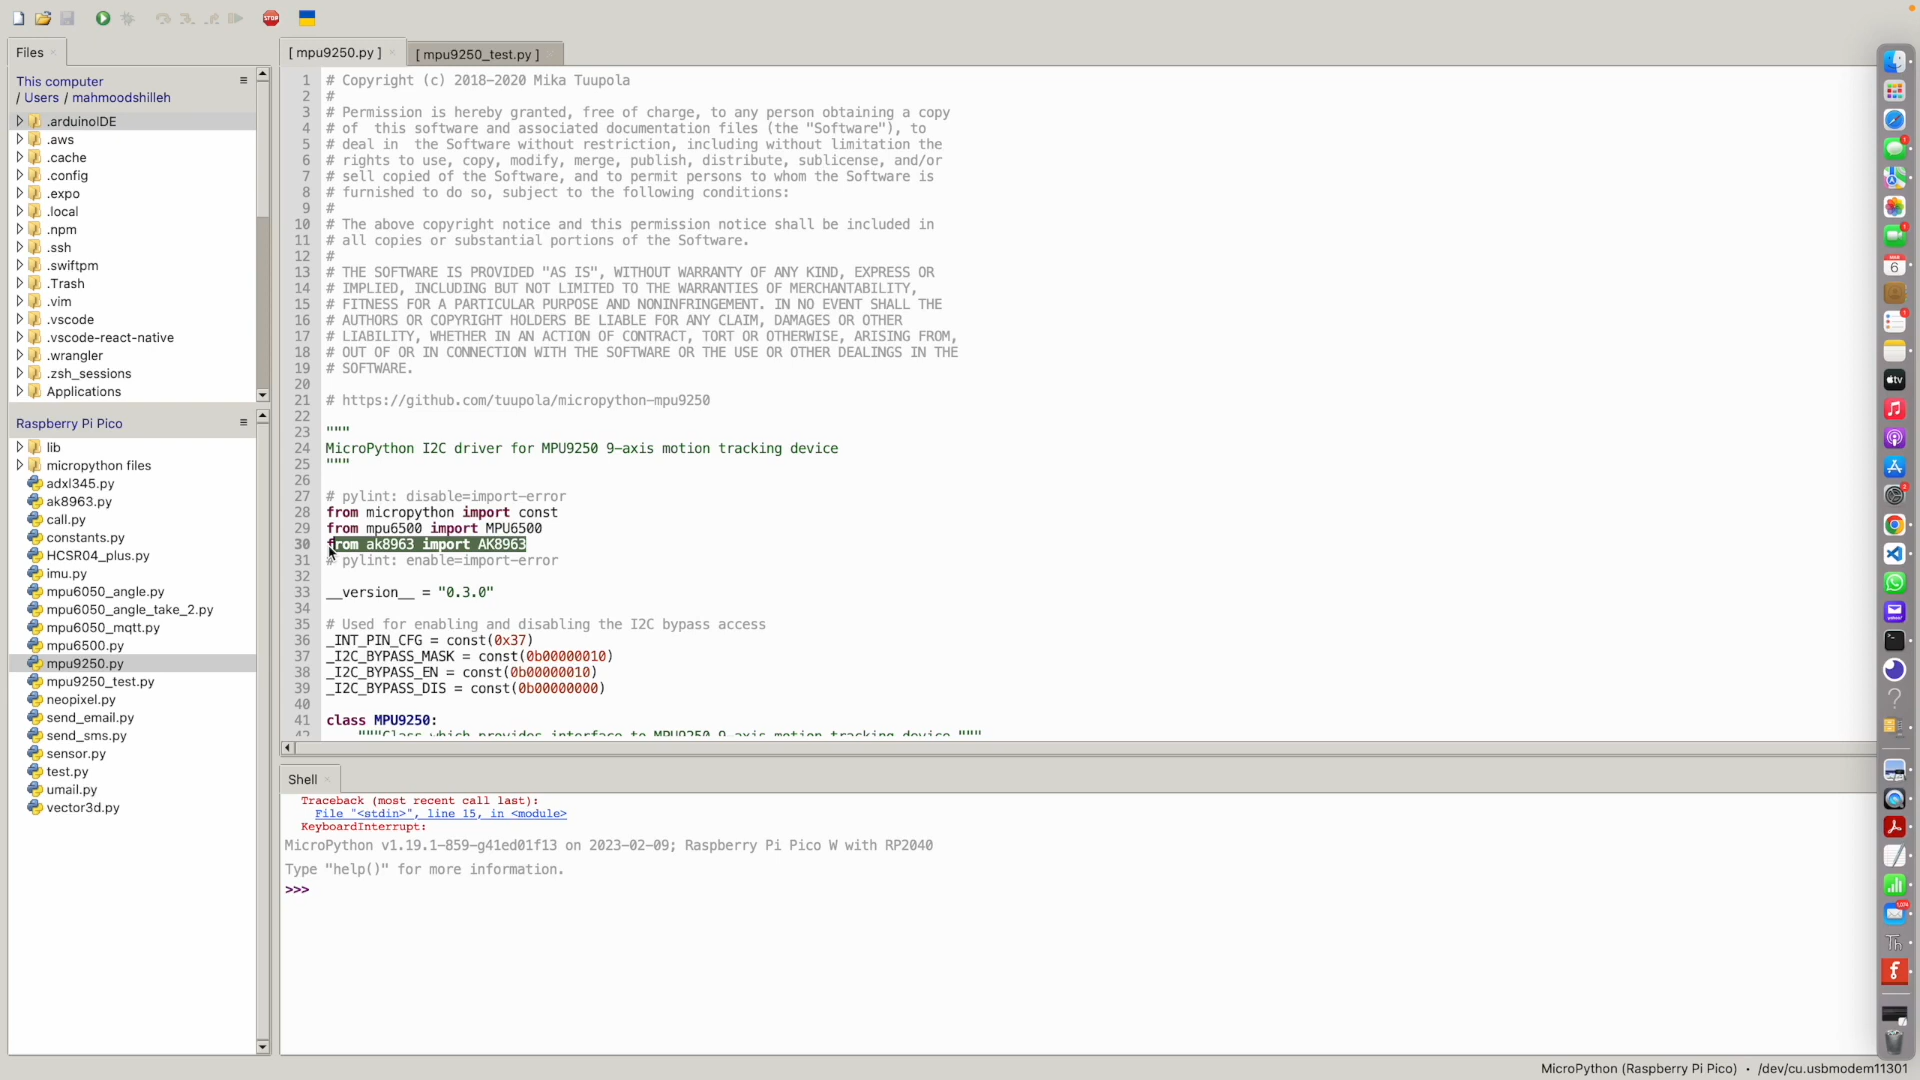 Files
This computer
/ Users / mahmoodshilleh
.arduinoIDE
.aws
.cache
.config
.expo
.local
.npm
.ssh
.swiftpm
.Trash
.vim
.vscode
.vscode-react-native
.wrangler
.zsh_sessions
Applications
Raspberry Pi Pico
lib
micropython files
adxl345.py
ak8963.py
call.py
constants.py
HCSR04_plus.py
imu.py
mpu6050_angle.py
mpu6050_angle_take_2.py
mpu6050_mqtt.py
mpu6500.py
mpu9250.py
mpu9250_test.py
neopixel.py
send_email.py
send_sms.py
sensor.py
test.py
umail.py
vector3d.py
STOP
[ mpu9250.py ]
[ mpu9250_test.py ]
1 # Copyright (c) 2018-2020 Mika Tuupola
2 #
3 # Permission is hereby granted, free of charge, to any person obtaining a copy
4 # of  this software and associated documentation files (the "Software"), to
5 # deal in  the Software without restriction, including without limitation the
6 # rights to use, copy, modify, merge, publish, distribute, sublicense, and/or
7 # sell copied of the Software, and to permit persons to whom the Software is
8 # furnished to do so, subject to the following conditions:
9 #
10 # The above copyright notice and this permission notice shall be included in
11 # all copies or substantial portions of the Software.
12 #
13 # THE SOFTWARE IS PROVIDED "AS IS", WITHOUT WARRANTY OF ANY KIND, EXPRESS OR
14 # IMPLIED, INCLUDING BUT NOT LIMITED TO THE WARRANTIES OF MERCHANTABILITY,
15 # FITNESS FOR A PARTICULAR PURPOSE AND NONINFRINGEMENT. IN NO EVENT SHALL THE
16 # AUTHORS OR COPYRIGHT HOLDERS BE LIABLE FOR ANY CLAIM, DAMAGES OR OTHER
17 # LIABILITY, WHETHER IN AN ACTION OF CONTRACT, TORT OR OTHERWISE, ARISING FROM,
18 # OUT OF OR IN CONNECTION WITH THE SOFTWARE OR THE USE OR OTHER DEALINGS IN THE
19 # SOFTWARE.
20
21 # https://github.com/tuupola/micropython-mpu9250
22
23 """
24 MicroPython I2C driver for MPU9250 9-axis motion tracking device
25 """
26
27 # pylint: disable=import-error
28 from micropython import const
29 from mpu6500 import MPU6500
30 from ak8963 import AK8963
31 # pylint: enable=import-error
32
33 __version__ = "0.3.0"
34
35 # Used for enabling and disabling the I2C bypass access
36 _INT_PIN_CFG = const(0x37)
37 _I2C_BYPASS_MASK = const(0b00000010)
38 _I2C_BYPASS_EN = const(0b00000010)
39 _I2C_BYPASS_DIS = const(0b00000000)
40
41 class MPU9250:
42 """Class which provides interface to MPU9250 9-axis motion tracking device."""
Shell
Traceback (most recent call last):
File "<stdin>", line 15, in <module>
KeyboardInterrupt:
MicroPython v1.19.1-859-g41ed01f13 on 2023-02-09; Raspberry Pi Pico W with RP2040
Type "help()" for more information.
>>>
6
tv
Th
f
MicroPython (Raspberry Pi Pico) • /dev/cu.usbmodem11301